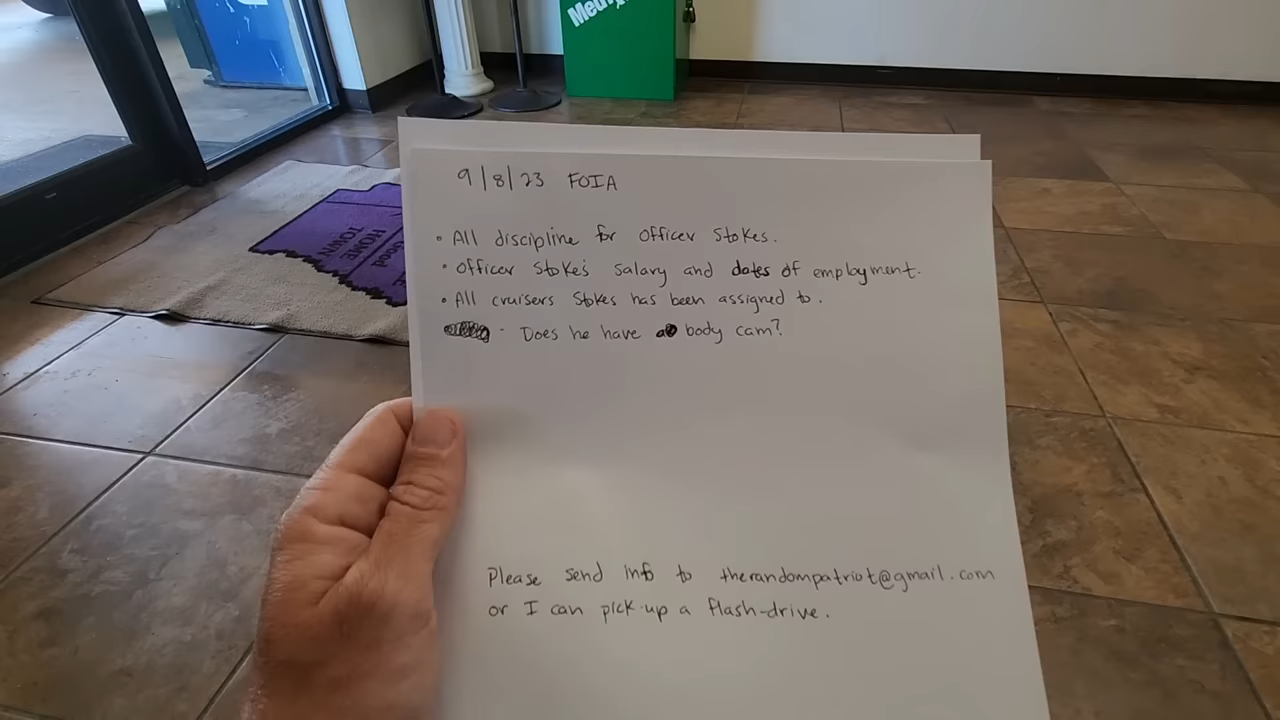 9/8/23 FOIA
• All discipline for Officer Stokes.
• Officer Stoke's salary and dates of employment.
• All cruisers Stokes has been assigned to.
- Does he have body cam?
Please send info to therandompatriot@gmail.com
or I can pick-up a flash-drive.
HOME
TOWN